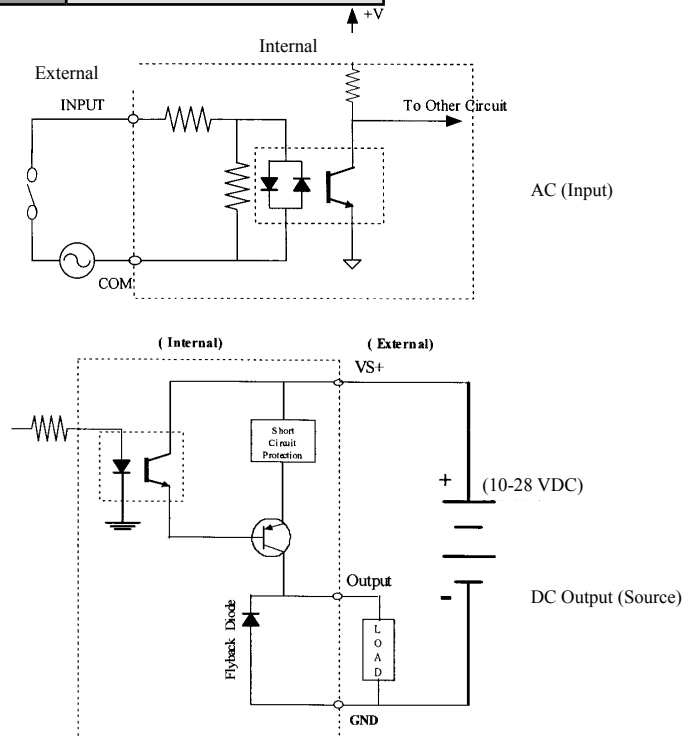 +V
Internal
External
INPUT
To Other Circuit
AC (Input)
COM
( Internal)
( External)
VS+
Short
Circuit
Protection
+
(10-28 VDC)
Output
-
DC Output (Source)
Flyback Diode
L
O
A
D
GND